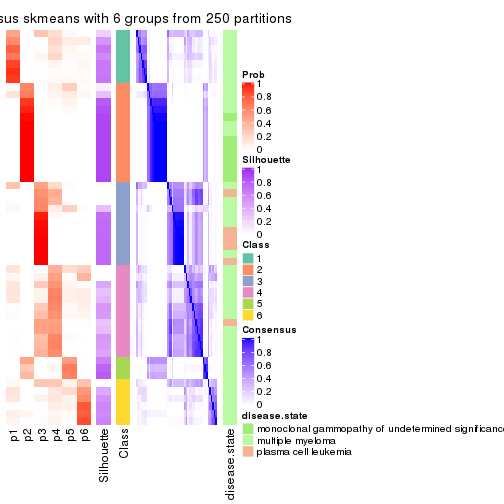 sus skmeans with 6 groups from 250 partitions
Prob
1
0.8
0.6
0.4
0.2
0
Silhouette
1
0.8
0.6
0.4
0.2
0
Class
1
2
3
4
5
6
Consensus
1
0.8
0.6
0.4
0.2
0
disease.state
monoclonal gammopathy of undetermined significance
multiple myeloma
plasma cell leukemia
p1
p2
p3
p4
p5
p6
Silhouette
Class
disease.state